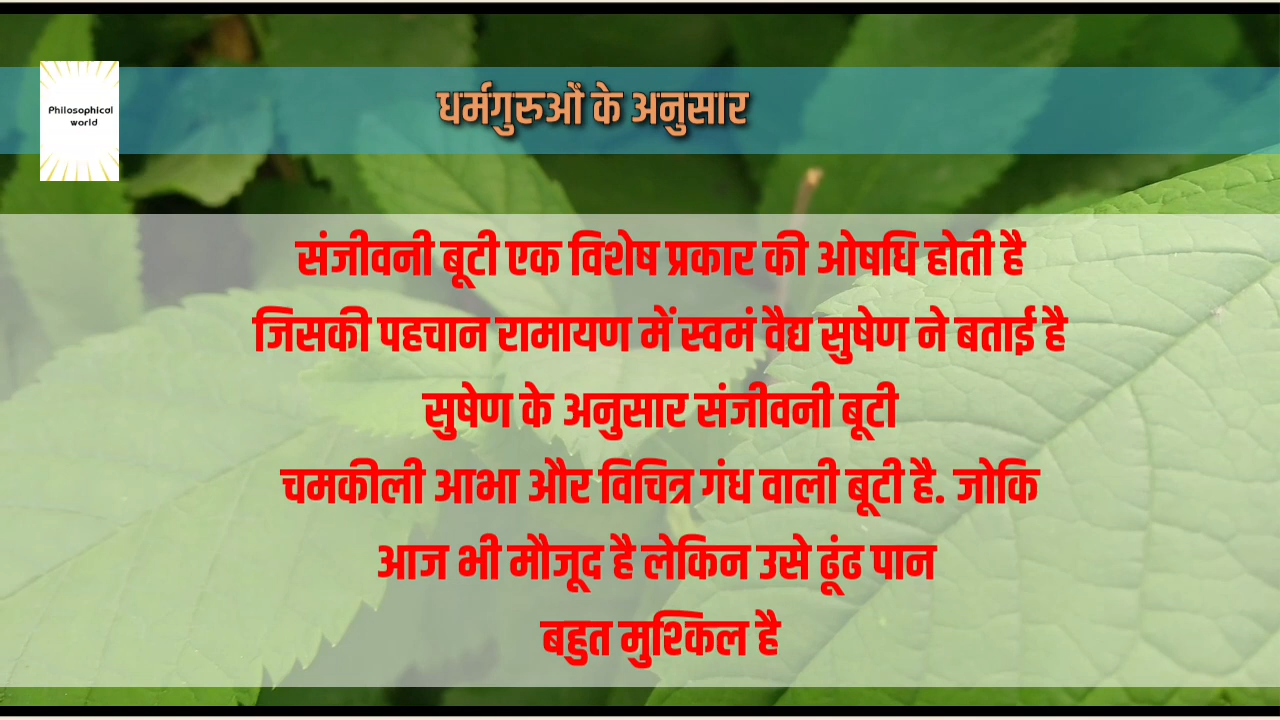 धर्मगुरुओं के अनुसार
Philosophical
world
संजीवनी बूटी एक विशेष प्रकार की ओषधि होती है
जिसकी पहचान रामायण में स्वमं वैद्य सुषेण ने बताई है
सुषेण के अनुसार संजीवनी बूटी
चमकीली आभा और विचित्र गंध वाली बूटी है. जोकि
आज भी मौजूद है लेकिन उसे ढूंढ पान
बहुत मुश्किल है